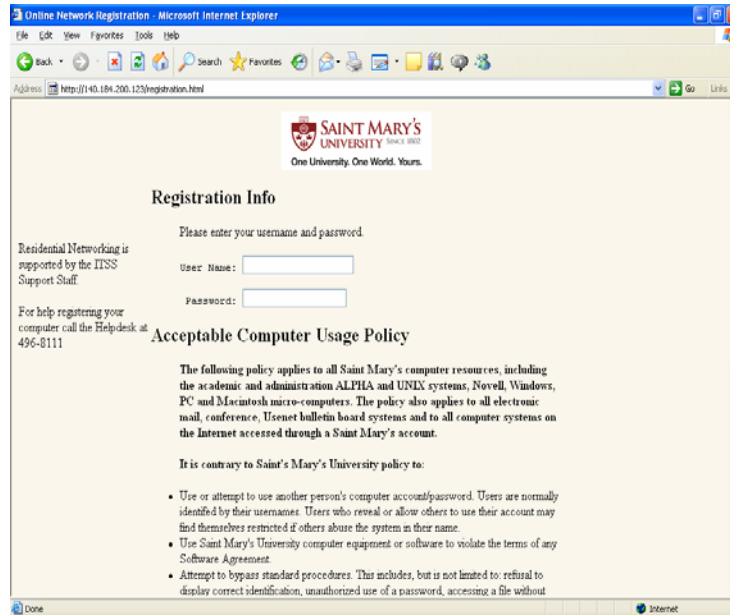 Online Network Registration - Microsoft Internet Explorer
File Edit View Favorites Tools Help
Back Search Favorites
Address http://140.184.200.123/registration.html Go Links
SAINT MARY'S
UNIVERSITY SINCE 1802
One University. One World. Yours.
Registration Info
Please enter your username and password.
Residential Networking is
supported by the ITSS
Support Staff.
User Name:
Password:
For help registering your
computer call the Helpdesk at
496-8111
Acceptable Computer Usage Policy
The following policy applies to all Saint Mary's computer resources, including
the academic and administration ALPHA and UNIX systems, Novell, Windows,
PC and Macintosh micro-computers. The policy also applies to all electronic
mail, conference, Usenet bulletin board systems and to all computer systems on
the Internet accessed through a Saint Mary's account.
It is contrary to Saint's Mary's University policy to:
• Use or attempt to use another person's computer account/password. Users are normally
identifed by their usernames. Users who reveal or allow others to use their account may
find themselves restricted if others abuse the system in their name.
• Use Saint Mary's University computer equipment or software to violate the terms of any
Software Agreement.
• Attempt to bypass standard procedures. This includes, but is not limited to: refusal to
display correct identification, unauthorized use of a password, accessing a file without
Done Internet